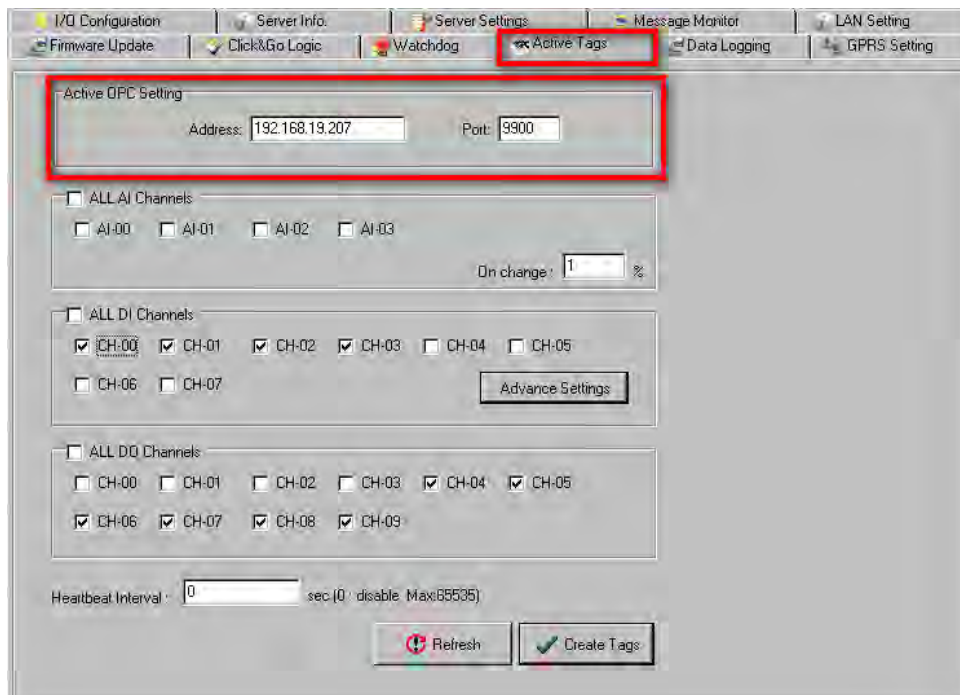 I/O Configuration Server Info. Server Settings Message Monitor LAN Setting
Firmware Update Click&Go Logic Watchdog Active Tags Data Logging GPRS Setting
Active OPC Setting
Address: 192.168.19.207 Port: 9900
ALL AI Channels
AI-00 AI-01 AI-02 AI-03
On change : 1 %
ALL DI Channels
CH-00 CH-01 CH-02 CH-03 CH-04 CH-05
CH-06 CH-07 Advance Settings
ALL DO Channels
CH-00 CH-01 CH-02 CH-03 CH-04 CH-05
CH-06 CH-07 CH-08 CH-09
Heartbeat Interval : 0 sec (0 disable Max:65535)
Refresh Create Tags